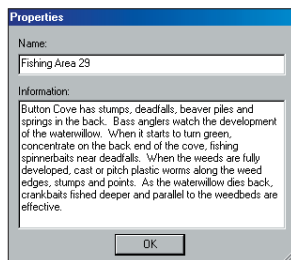 Properties
Name:
Fishing Area 29
Information:
Button Cove has stumps, deadfalls, beaver piles and
springs in the back.  Bass anglers watch the development
of the waterwillow.  When it starts to turn green,
concentrate on the back end of the cove, fishing
spinnerbaits near deadfalls.  When the weeds are fully
developed, cast or pitch plastic worms along the weed
edges, stumps and points.  As the waterwillow dies back,
crankbaits fished deeper and parallel to the weedbeds are
effective.
OK